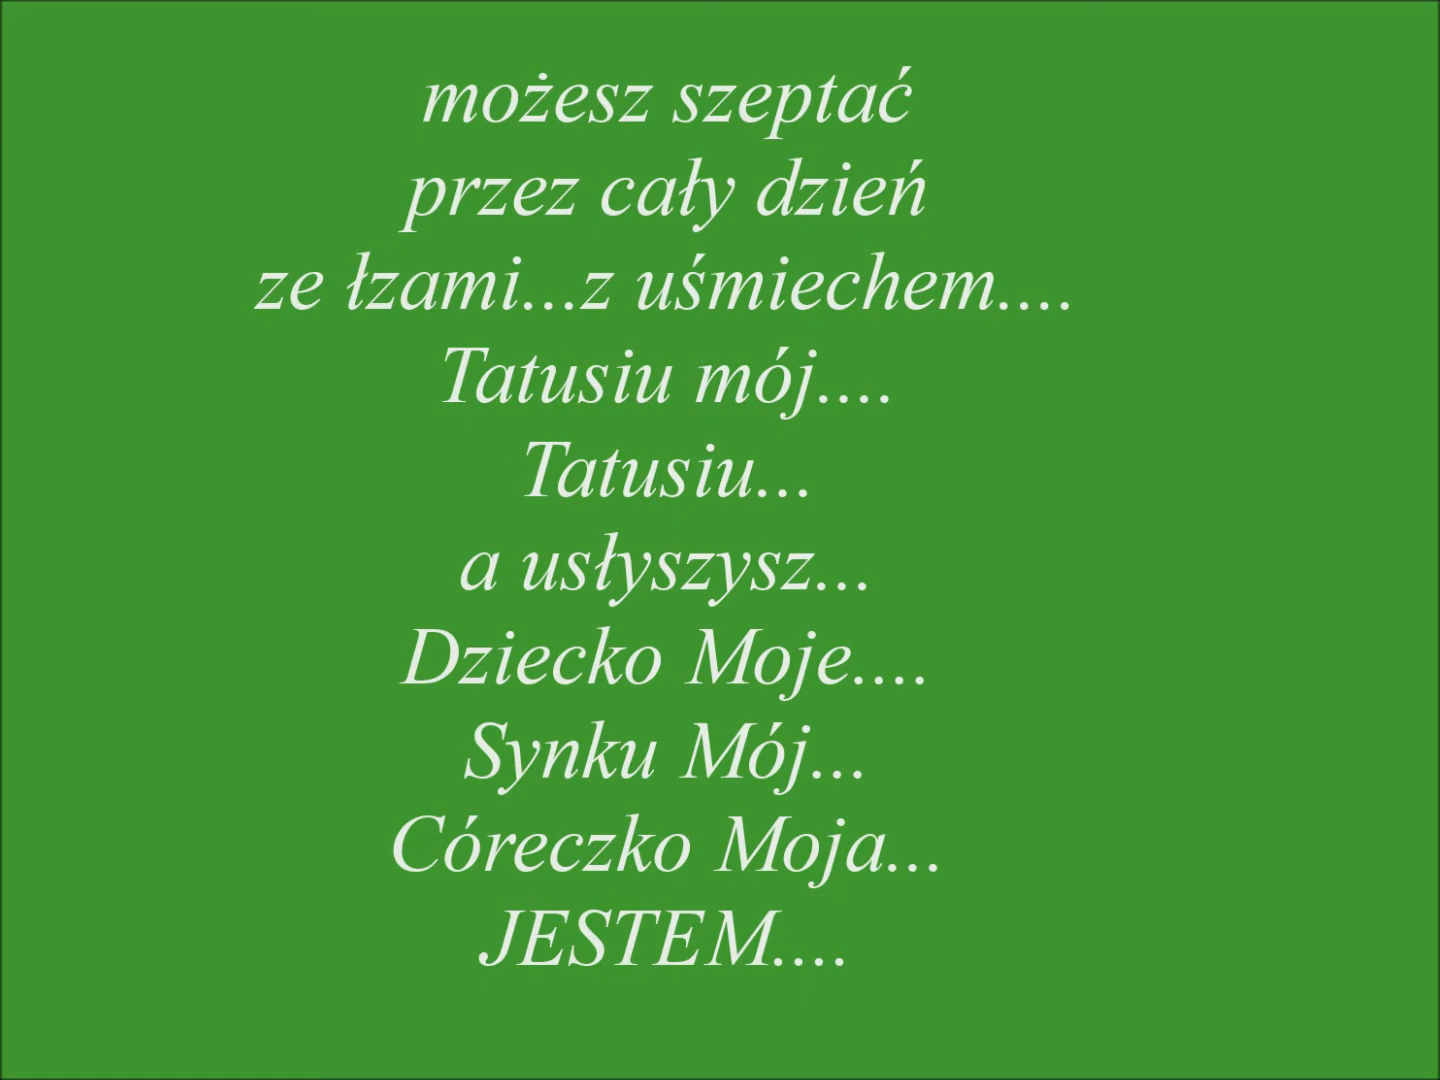 możesz szeptać
przez cały dzień
ze łzami...z uśmiechem....
Tatusiu mój....
Tatusiu...
a usłyszysz...
Dziecko Moje....
Synku Mój...
Córeczko Moja...
JESTEM....